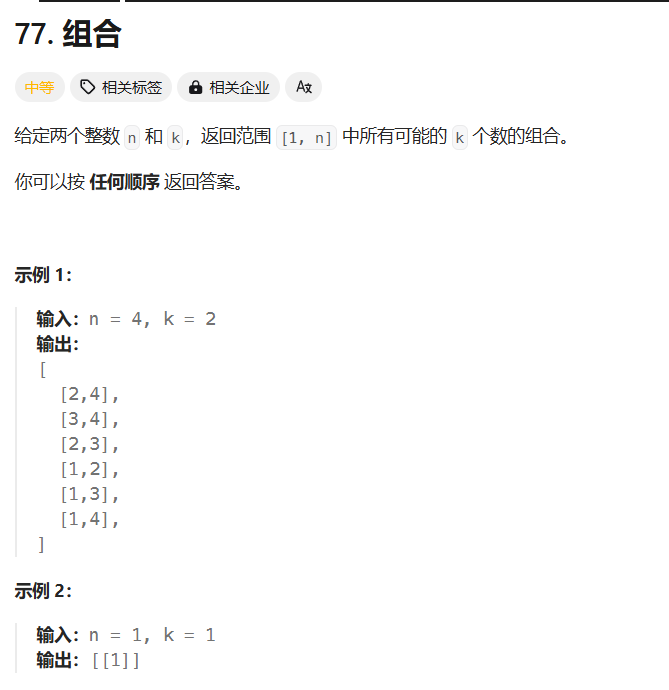 77. 组合
中等 相关标签 相关企业 Aあ
给定两个整数 n 和 k，返回范围 [1, n] 中所有可能的 k 个数的组合。
你可以按 任何顺序 返回答案。
示例 1：
输入：n = 4, k = 2
输出：
[
  [2,4],
  [3,4],
  [2,3],
  [1,2],
  [1,3],
  [1,4],
]
示例 2：
输入：n = 1, k = 1
输出：[[1]]